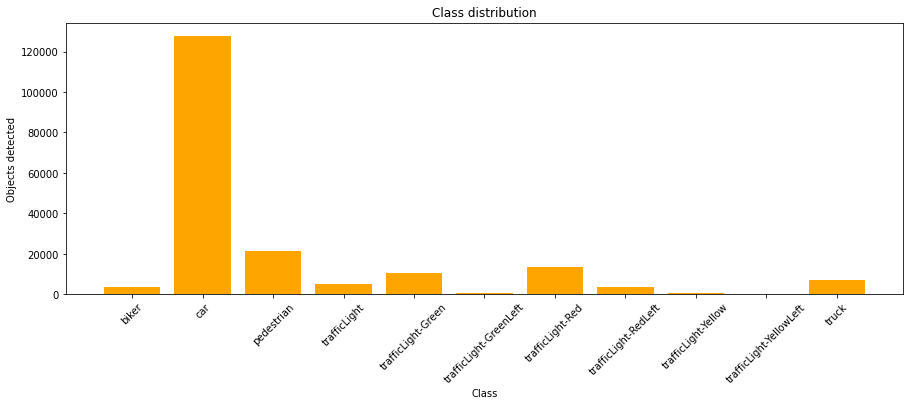 Class distribution
Objects detected
120000
100000
80000
60000
40000
20000
0
biker
car
pedestrian
trafficLight
trafficLight-Green
trafficLight-GreenLeft
trafficLight-Red
trafficLight-RedLeft
trafficLight-Yellow
trafficLight-YellowLeft
truck
Class